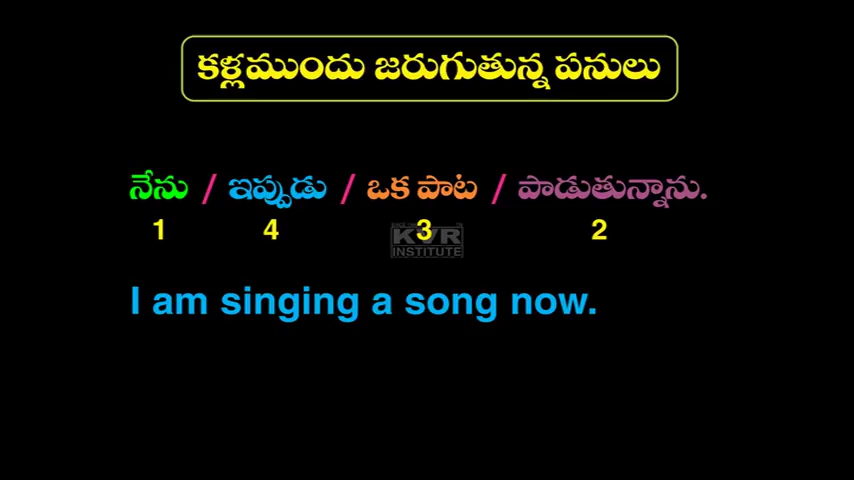 కళ్లముందు జరుగుతున్న పనులు
నేను / ఇప్పుడు / ఒక పాట / పాడుతున్నాను.
1 4 3 2
KVR
INSTITUTE
I am singing a song now.